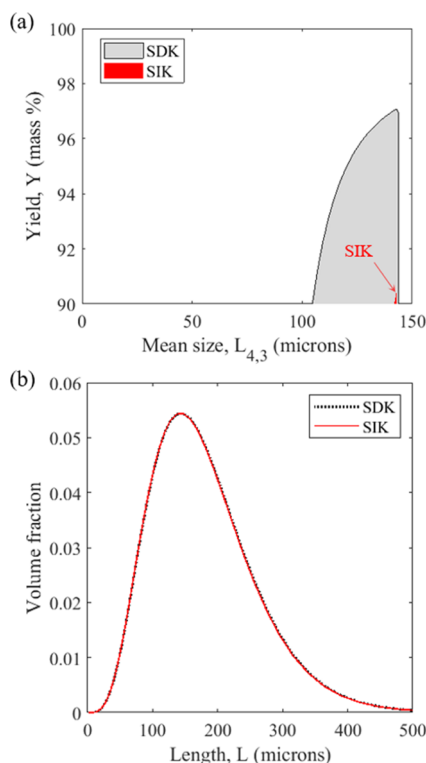 (a)
100
98
96
94
92
90
Yield, Y (mass %)
SDK
SIK
SIK
0
50
100
150
Mean size, L4,3 (microns)
(b)
0.06
0.05
0.04
0.03
0.02
0.01
0
Volume fraction
SDK
SIK
0
100
200
300
400
500
Length, L (microns)